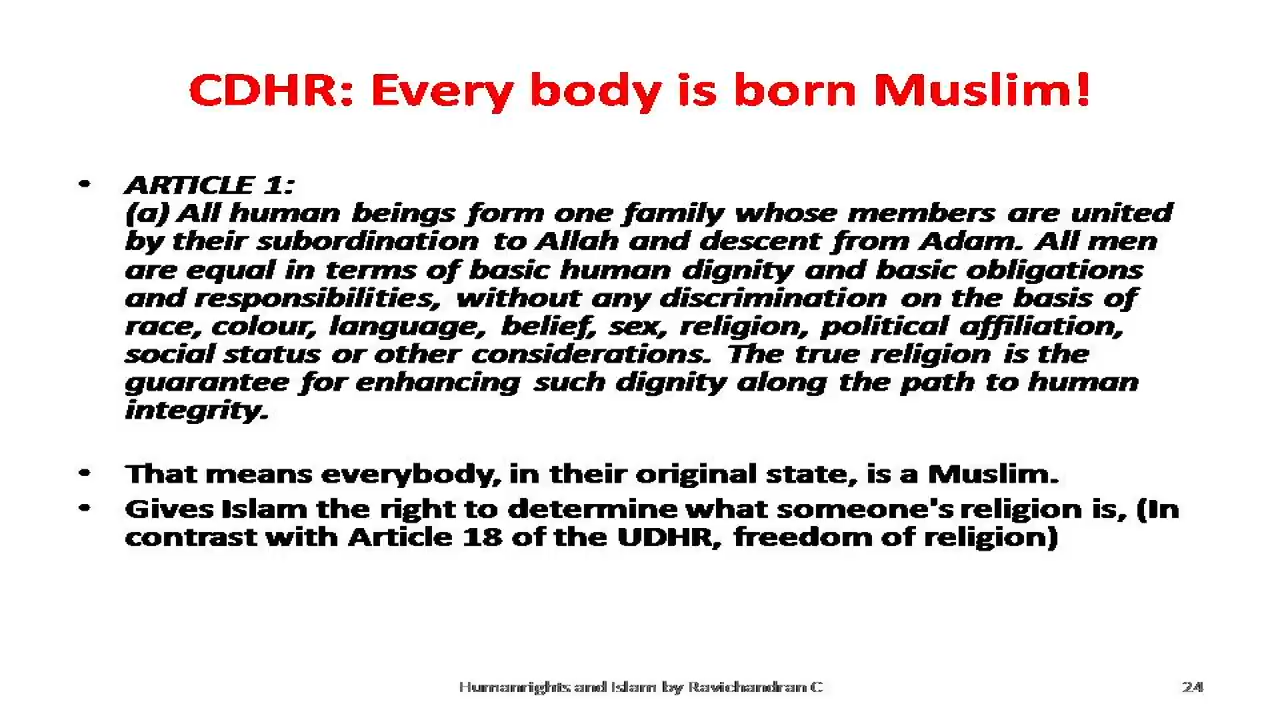 CDHR: Every body is born Muslim!
• ARTICLE 1:
(a) All human beings form one family whose members are united
by their subordination to Allah and descent from Adam. All men
are equal in terms of basic human dignity and basic obligations
and responsibilities, without any discrimination on the basis of
race, colour, language, belief, sex, religion, political affiliation,
social status or other considerations. The true religion is the
guarantee for enhancing such dignity along the path to human
integrity.
• That means everybody, in their original state, is a Muslim.
• Gives Islam the right to determine what someone's religion is, (In
contrast with Article 18 of the UDHR, freedom of religion)
Humanrights and Islam by Ravichandran C
24